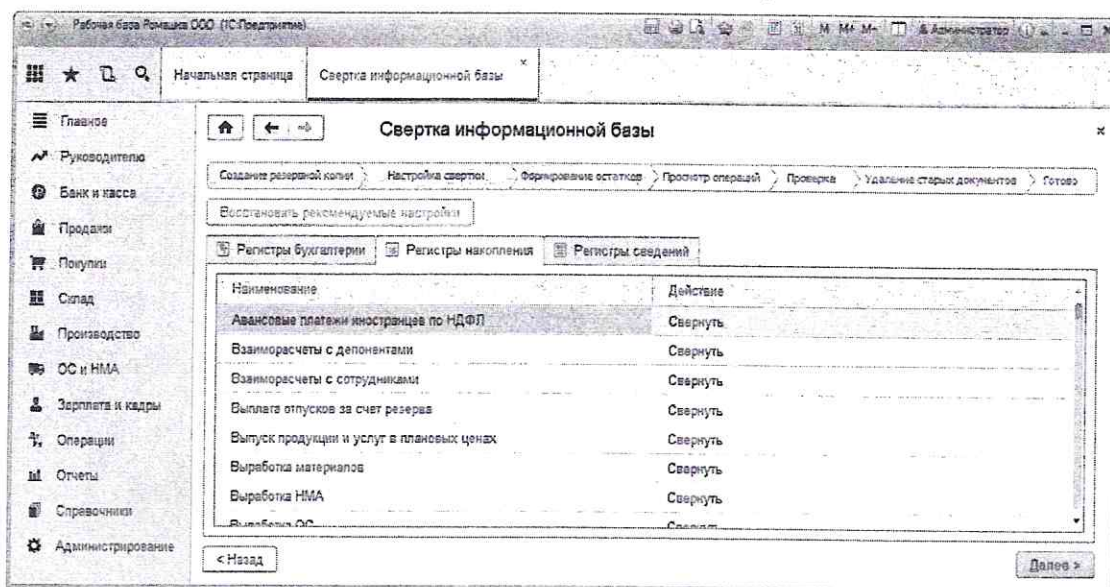 Рабочая база Ромашка ООО (1С:Предприятие)
M M+ M- Администратор
Начальная страница
Свертка информационной базы
Главное
Руководителю
Банк и касса
Продажи
Покупки
Склад
Производство
ОС и НМА
Зарплата и кадры
Операции
Отчеты
Справочники
Администрирование
Свертка информационной базы
Создание резервной копии Настройка свертки Формирование остатков Просмотр операций Проверка Удаление старых документов Готово
Восстановить рекомендуемые настройки
Регистры бухгалтерии Регистры накопления Регистры сведений
Наименование Действие
Авансовые платежи иностранцев по НДФЛ Свернуть
Взаиморасчеты с депонентами Свернуть
Взаиморасчеты с сотрудниками Свернуть
Выплата отпусков за счет резерва Свернуть
Выпуск продукции и услуг в плановых ценах Свернуть
Выработка материалов Свернуть
Выработка НМА Свернуть
Выработка ОС Свернуть
< Назад Далее >